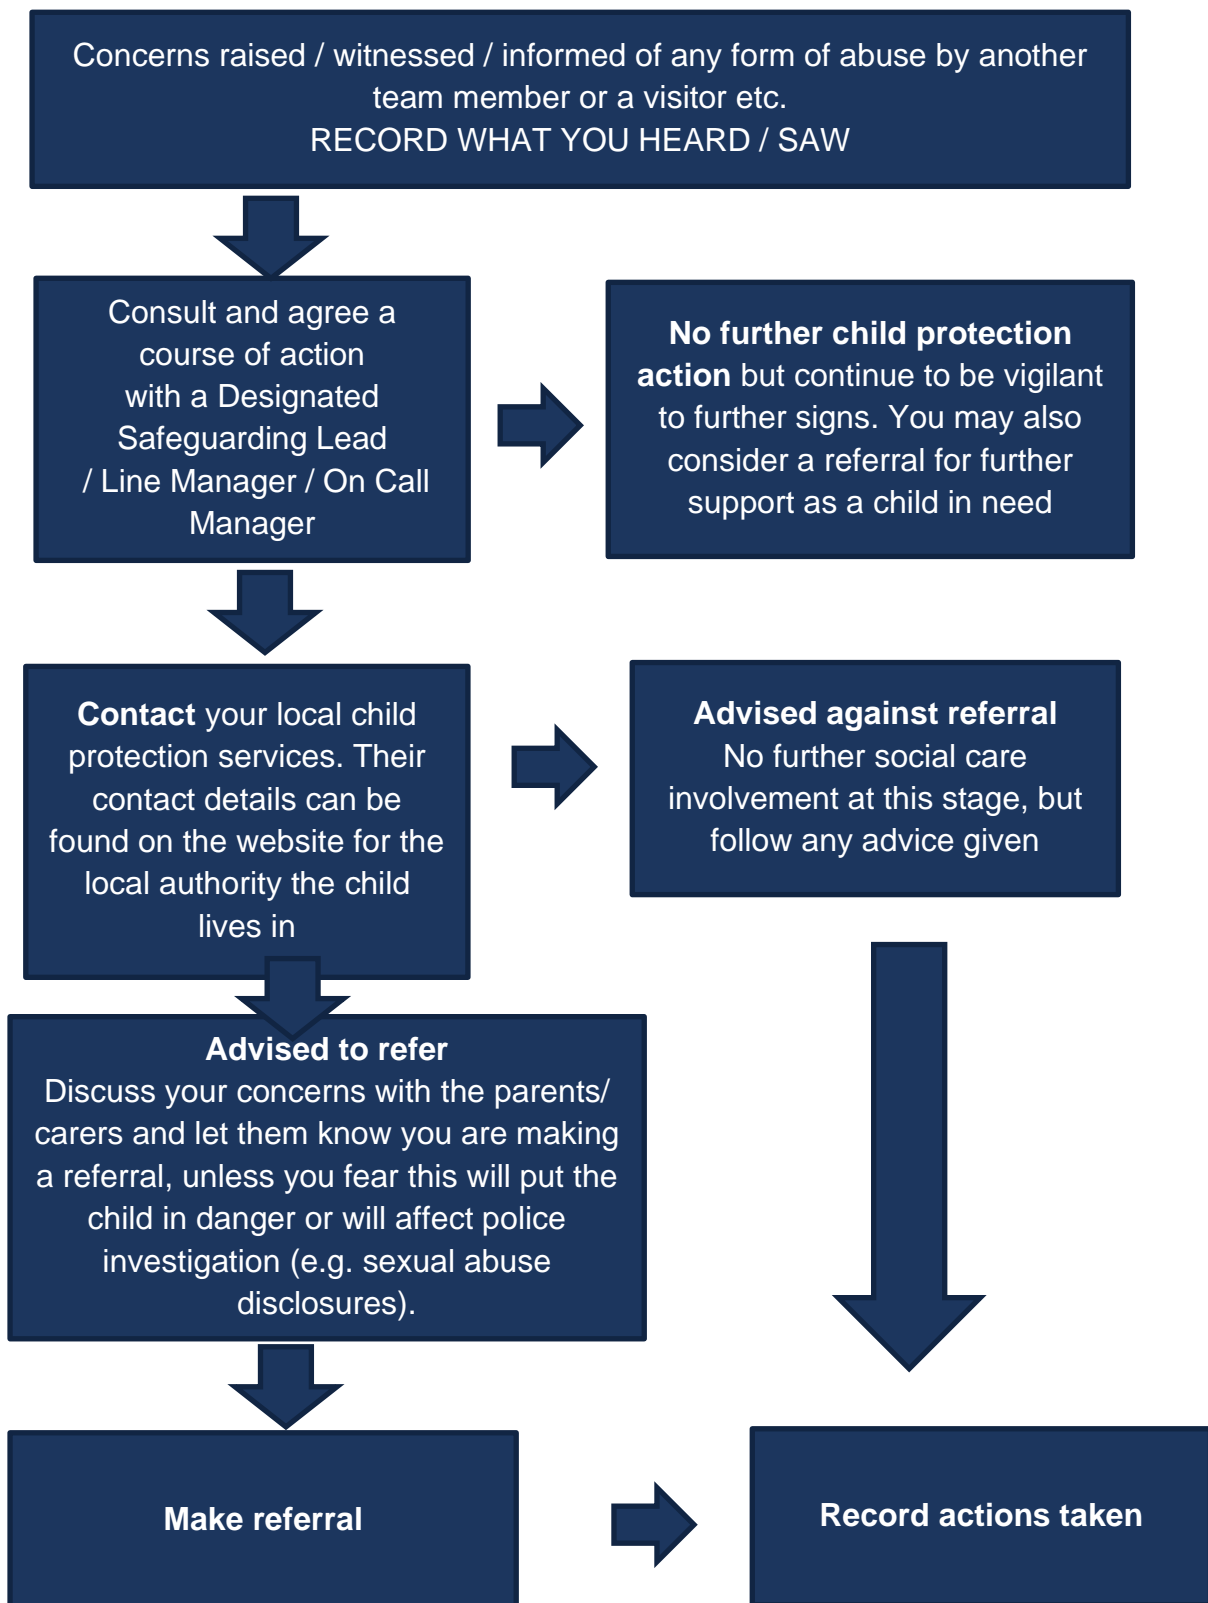 Concerns raised / witnessed / informed of any form of abuse by another
team member or a visitor etc.
RECORD WHAT YOU HEARD / SAW
Consult and agree a
course of action
with a Designated
Safeguarding Lead
/ Line Manager / On Call
Manager
No further child protection
action but continue to be vigilant
to further signs. You may also
consider a referral for further
support as a child in need
Contact your local child
protection services. Their
contact details can be
found on the website for the
local authority the child
lives in
Advised against referral
No further social care
involvement at this stage, but
follow any advice given
Advised to refer
Discuss your concerns with the parents/
carers and let them know you are making
a referral, unless you fear this will put the
child in danger or will affect police
investigation (e.g. sexual abuse
disclosures).
Make referral
Record actions taken